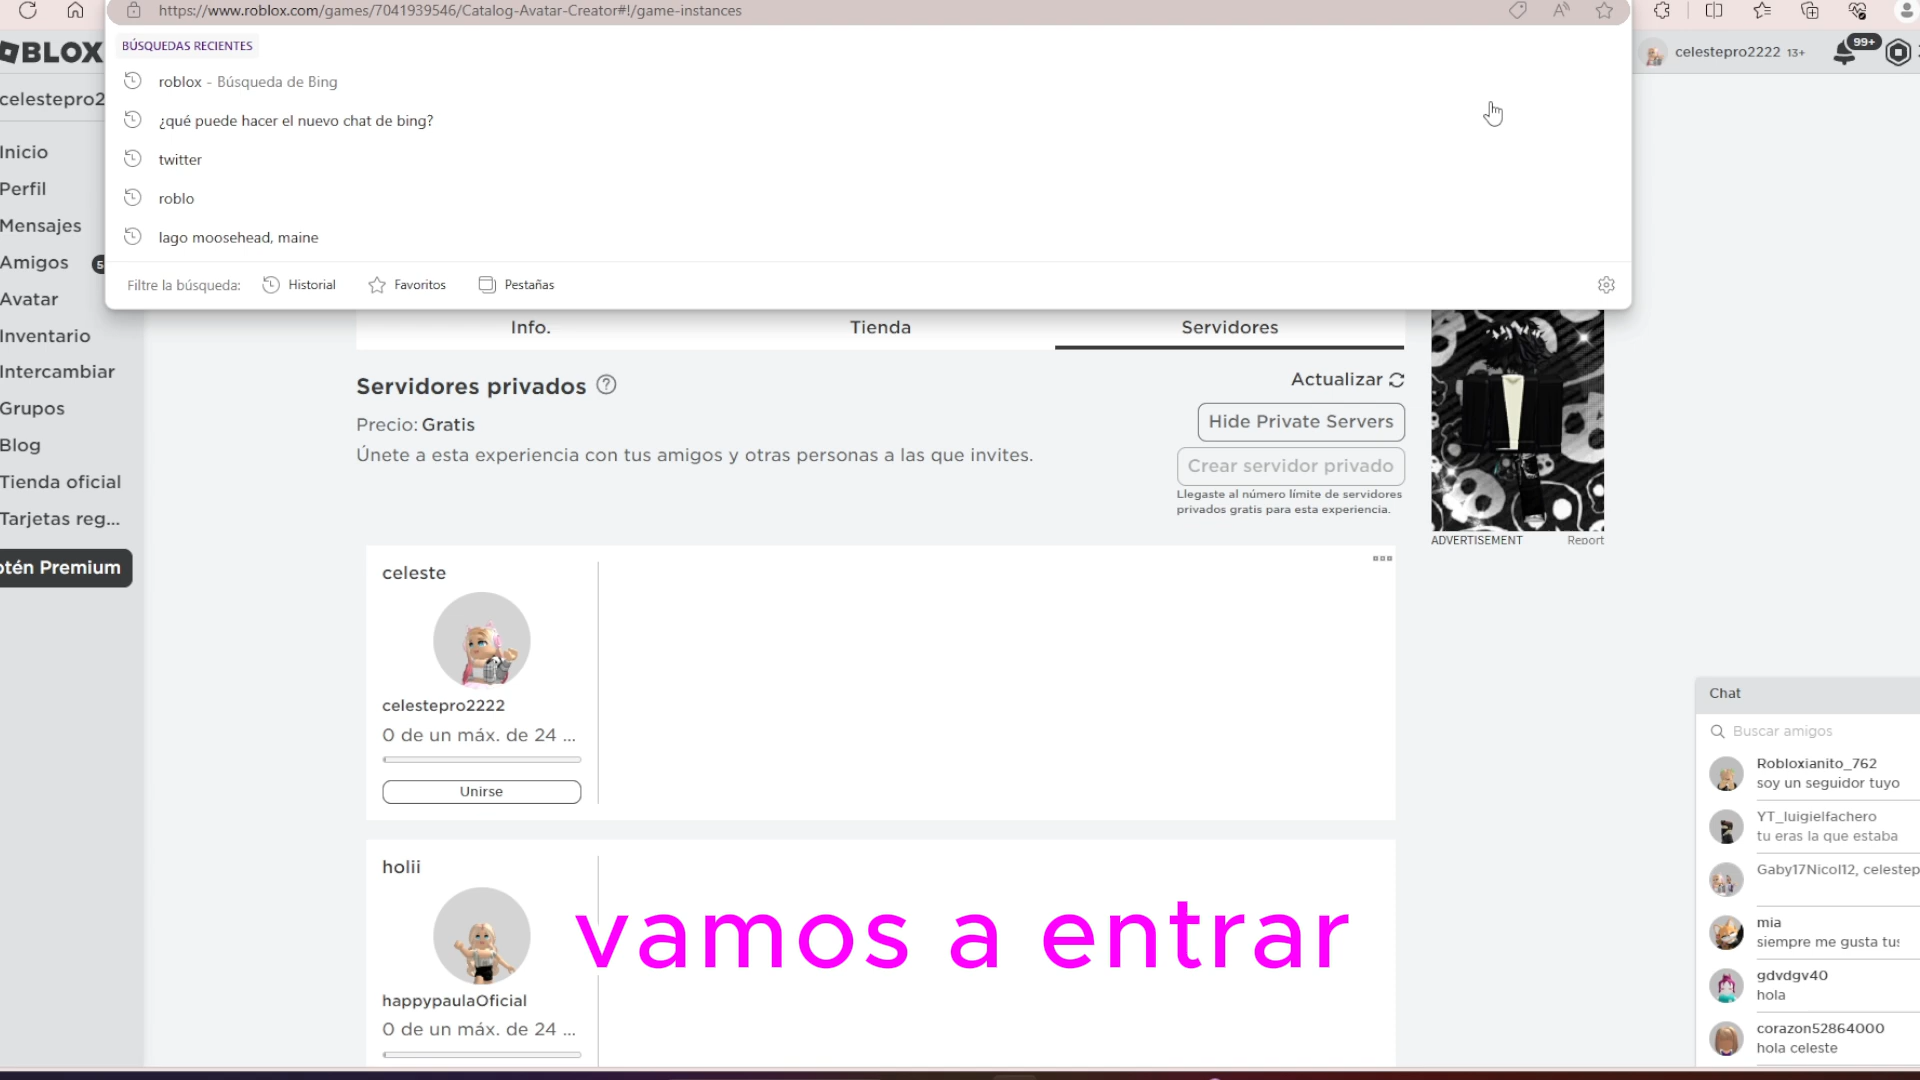 https://www.roblox.com/games/7041939546/Catalog-Avatar-Creator#!/game-instances
BÚSQUEDAS RECIENTES
roblox - Búsqueda de Bing
¿qué puede hacer el nuevo chat de bing?
twitter
roblo
lago moosehead, maine
Filtre la búsqueda: Historial Favoritos Pestañas
BLOX
celestepro2222 13+
99+
celestepro2
Inicio
Perfil
Mensajes
Amigos 5
Avatar
Inventario
Intercambiar
Grupos
Blog
Tienda oficial
Tarjetas reg...
otén Premium
Info. Tienda Servidores
Servidores privados ?
Actualizar
Precio: Gratis
Hide Private Servers
Únete a esta experiencia con tus amigos y otras personas a las que invites.
Crear servidor privado
Llegaste al número límite de servidores
privados gratis para esta experiencia.
ADVERTISEMENT Report
celeste
celestepro2222
0 de un máx. de 24 ...
Unirse
holii
happypaulaOficial
0 de un máx. de 24 ...
vamos a entrar
Chat
Buscar amigos
Robloxianito_762
soy un seguidor tuyo
YT_luigielfachero
tu eras la que estaba
Gaby17Nicol12, celestep
mia
siempre me gusta tus
gdvdgv40
hola
corazon52864000
hola celeste